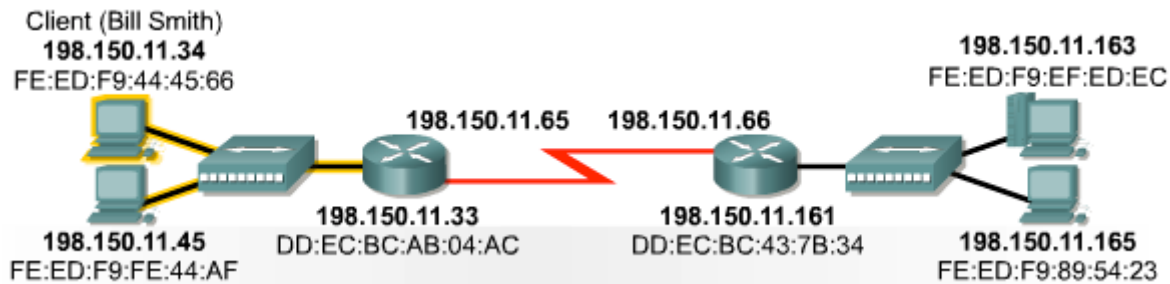 Client (Bill Smith)
198.150.11.34
FE:ED:F9:44:45:66
198.150.11.163
FE:ED:F9:EF:ED:EC
198.150.11.65
198.150.11.66
198.150.11.33
DD:EC:BC:AB:04:AC
198.150.11.161
DD:EC:BC:43:7B:34
198.150.11.45
FE:ED:F9:FE:44:AF
198.150.11.165
FE:ED:F9:89:54:23